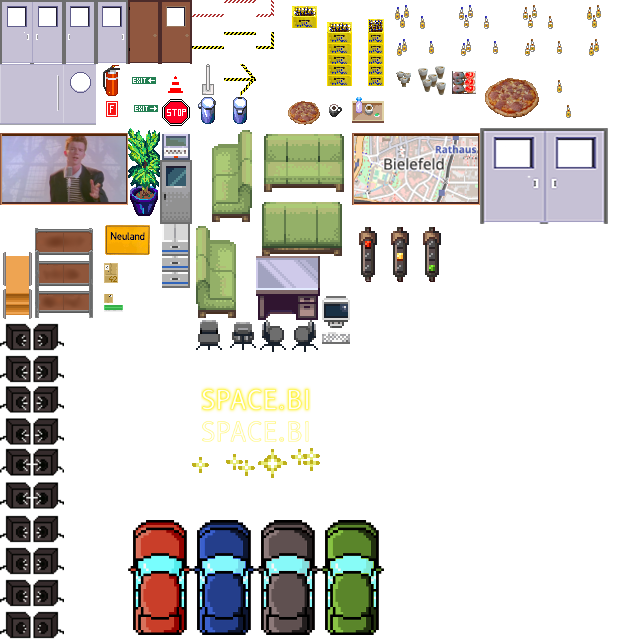 EXIT
EXIT
F
STOP
Rathaus
Bielefeld
Neuland
SPACE.BI
SPACE.BI